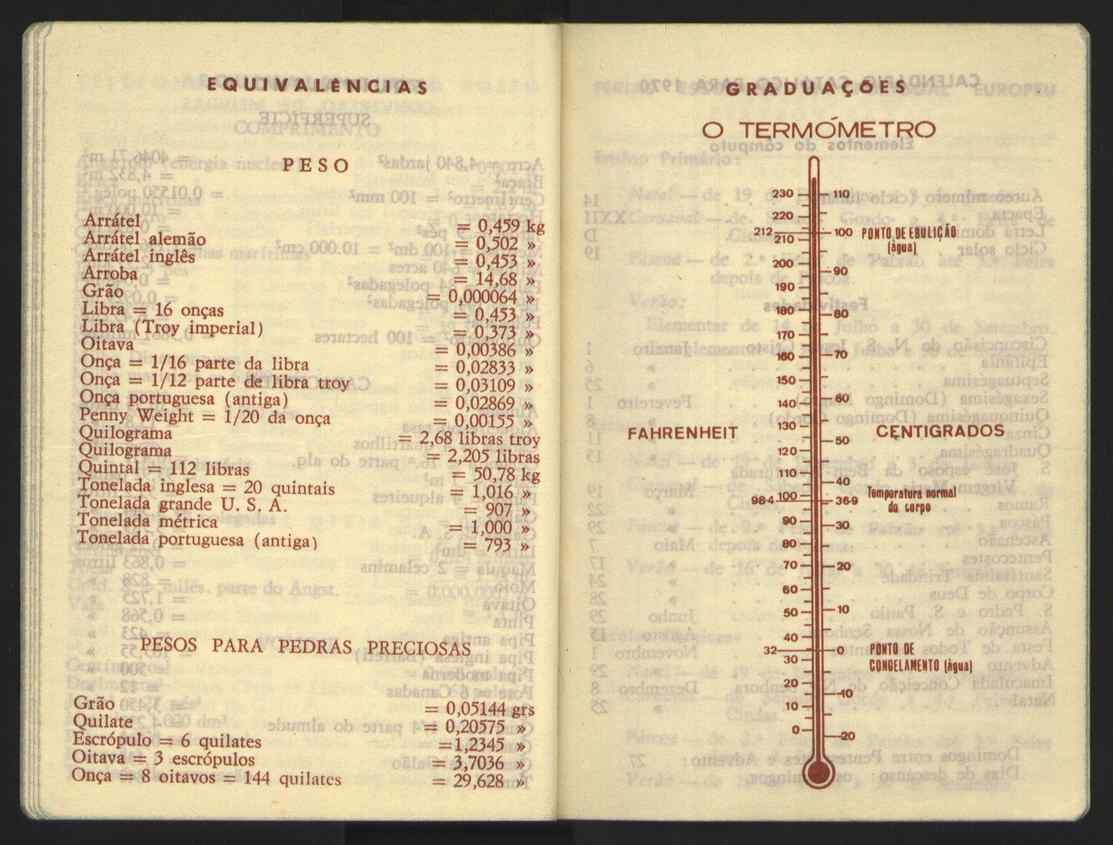 EQUIVALÊNCIAS
PESO
Arrátel = 0,459 kg
Arrátel alemão = 0,502 »
Arrátel inglês = 0,453 »
Arroba = 14,68 »
Grão = 0,000064 »
Libra = 16 onças = 0,453 »
Libra (Troy imperial) = 0,373 »
Oitava = 0,00386 »
Onça = 1/16 parte da libra = 0,02833 »
Onça = 1/12 parte de libra troy = 0,03109 »
Onça portuguesa (antiga) = 0,02869 »
Penny Weight = 1/20 da onça = 0,00155 »
Quilograma = 2,68 libras troy
Quilograma = 2,205 libras
Quintal = 112 libras = 50,78 kg
Tonelada inglesa = 20 quintais = 1,016 »
Tonelada grande U. S. A. = 907 »
Tonelada métrica = 1,000 »
Tonelada portuguesa (antiga) = 793 »
PESOS PARA PEDRAS PRECIOSAS
Grão = 0,05144 grs
Quilate = 0,20575 »
Escrópulo = 6 quilates =1,2345 »
Oitava = 3 escrópulos = 3,7036 »
Onça = 8 oitavos = 144 quilates = 29,628 »
GRADUAÇÕES
O TERMÓMETRO
230 110
220
212 100 PONTO DE EBULIÇÃO
210 (água)
200 90
190
180 80
170
160 70
150
140 60
130
FAHRENHEIT CENTIGRADOS
50
120
110 40
98·4 100 36·9 Temperatura normal
do corpo
90 30
80
70 20
60
50 10
40
32 0 PONTO DE
30 CONGELAMENTO (água)
20 -10
10
0 -20